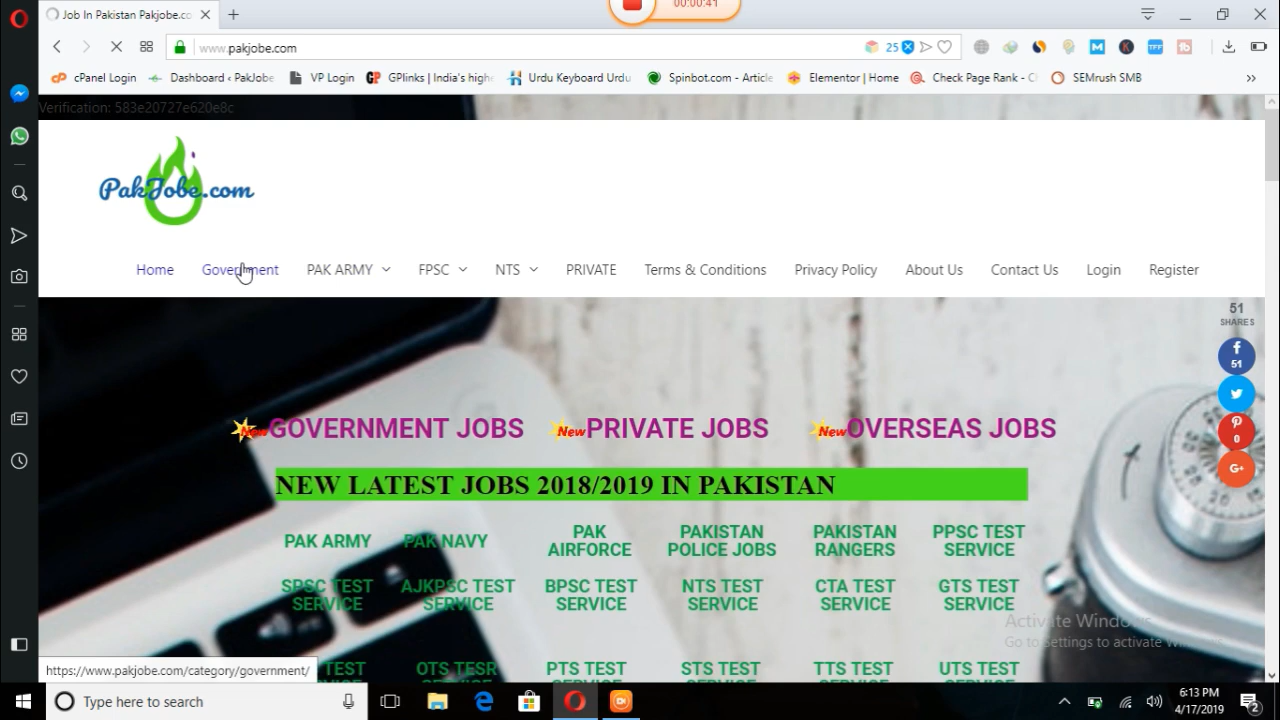 00:00:41
Job In Pakistan Pakjobe.co
www.pakjobe.com
25
cPanel Login
Dashboard ‹ PakJobe
VP Login
GPlinks | India's highe
Urdu Keyboard Urdu
Spinbot.com - Article
Elementor | Home
Check Page Rank - C
SEMrush SMB
Verification: 583e20727e620e8c
PakJobe.com
Home Government PAK ARMY FPSC NTS PRIVATE Terms & Conditions Privacy Policy About Us Contact Us Login Register
51
SHARES
51
0
G+
New GOVERNMENT JOBS New PRIVATE JOBS New OVERSEAS JOBS
NEW LATEST JOBS 2018/2019 IN PAKISTAN
PAK ARMY
PAK NAVY
PAK
AIRFORCE
PAKISTAN
POLICE JOBS
PAKISTAN
RANGERS
PPSC TEST
SERVICE
SPSC TEST
SERVICE
AJKPSC TEST
SERVICE
BPSC TEST
SERVICE
NTS TEST
SERVICE
CTA TEST
SERVICE
GTS TEST
SERVICE
Activate Windows
Go to Settings to activate
TEST
OTS TESR
PTS TEST
STS TEST
TTS TEST
UTS TEST
https://www.pakjobe.com/category/government/
Type here to search
6:13 PM
4/17/2019
2